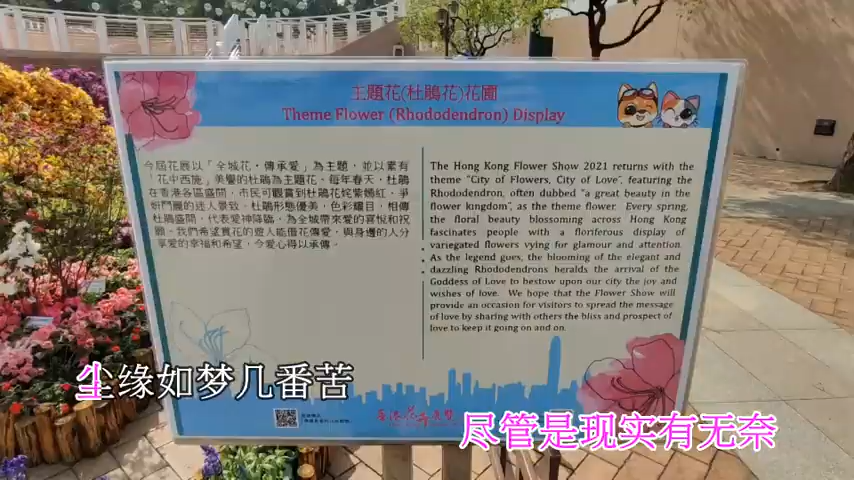 主題花(杜鵑花)花圃
Theme Flower (Rhododendron) Display
今屆花展以「全城花．傳承愛」為主題，並以素有
「花中西施」美譽的杜鵑為主題花。每年春天，杜鵑
在香港各區盛開，市民可觀賞到杜鵑花姹紫嫣紅，爭
妍鬥麗的迷人景致。杜鵑形態優美，色彩矚目，相傳
杜鵑盛開，代表愛神降臨，為全城帶來愛的喜悅和祝
願。我們希望賞花的遊人能借花傳愛，與身邊的人分
享愛的幸福和希望，令愛心得以承傳。
The Hong Kong Flower Show 2021 returns with the
theme “City of Flowers, City of Love”, featuring the
Rhododendron, often dubbed “a great beauty in the
flower kingdom”, as the theme flower. Every spring,
the floral beauty blossoming across Hong Kong
fascinates people with a floriferous display of
variegated flowers vying for glamour and attention.
As the legend goes, the blooming of the elegant and
dazzling Rhododendrons heralds the arrival of the
Goddess of Love to bestow upon our city the joy and
wishes of love. We hope that the Flower Show will
provide an occasion for visitors to spread the message
of love by sharing with others the bliss and prospect of
love to keep it going on and on.
香港花卉展覽
尘缘如梦几番苦
尽管是现实有无奈